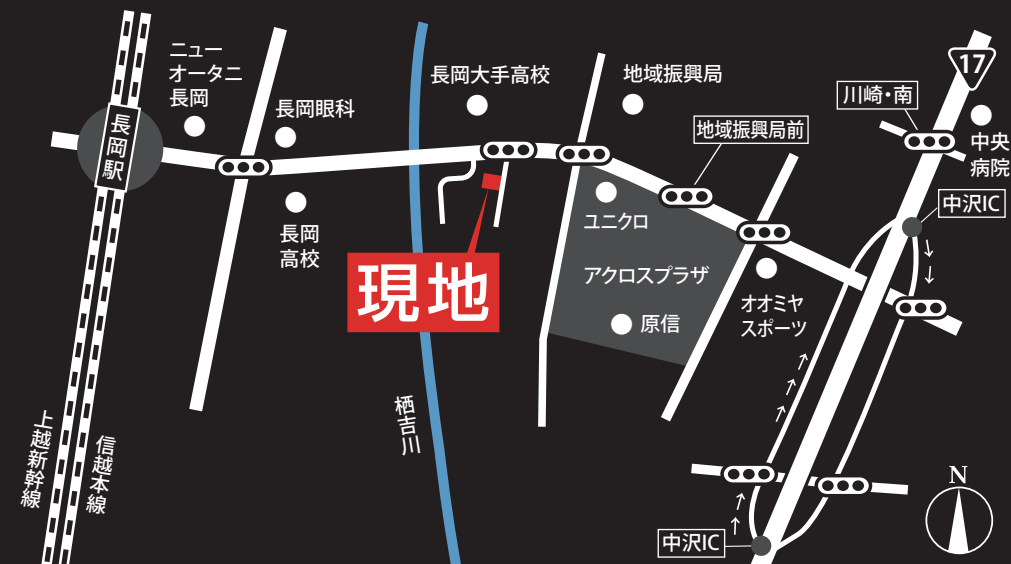 17
ニュー
オータニ
長岡
長岡大手高校
地域振興局
川崎・南
長岡眼科
地域振興局前
中央
病院
長岡駅
中沢IC
ユニクロ
長岡
高校
現地
アクロスプラザ
オオミヤ
スポーツ
原信
栖吉川
上越新幹線
信越本線
N
中沢IC